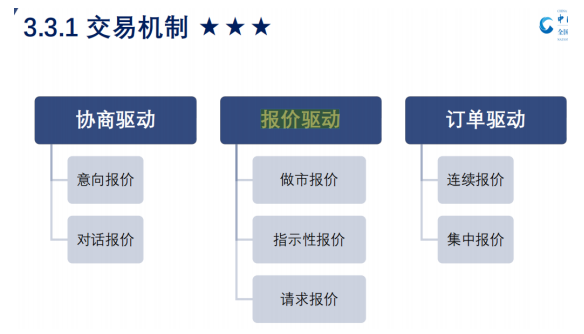 3.3.1 交易机制 ★★★
协商驱动
意向报价
对话报价
报价驱动
做市报价
指示性报价
请求报价
订单驱动
连续报价
集中报价